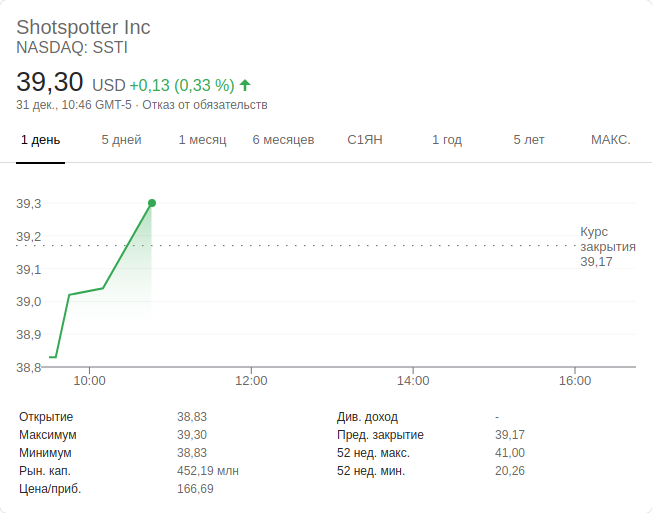 Shotspotter Inc
NASDAQ: SSTI
39,30 USD +0,13 (0,33 %)
31 дек., 10:46 GMT-5 · Отказ от обязательств
1 день 5 дней 1 месяц 6 месяцев С1ЯН 1 год 5 лет МАКС.
39,3
39,2
39,1
39,0
38,9
38,8
Курс
закрытия
39,17
10:00 12:00 14:00 16:00
Открытие 38,83 Див. доход -
Максимум 39,30 Пред. закрытие 39,17
Минимум 38,83 52 нед. макс. 41,00
Рын. кап. 452,19 млн 52 нед. мин. 20,26
Цена/приб. 166,69